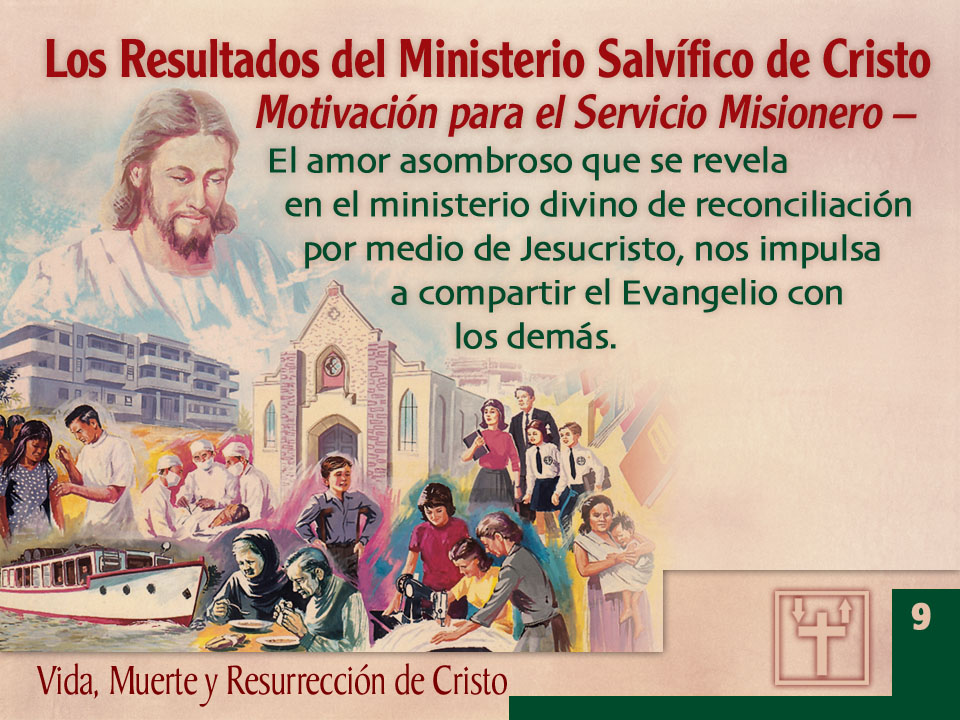 Los Resultados del Ministerio Salvífico de Cristo
Motivación para el Servicio Misionero –
El amor asombroso que se revela
en el ministerio divino de reconciliación
por medio de Jesucristo, nos impulsa
a compartir el Evangelio con
los demás.
9
Vida, Muerte y Resurrección de Cristo